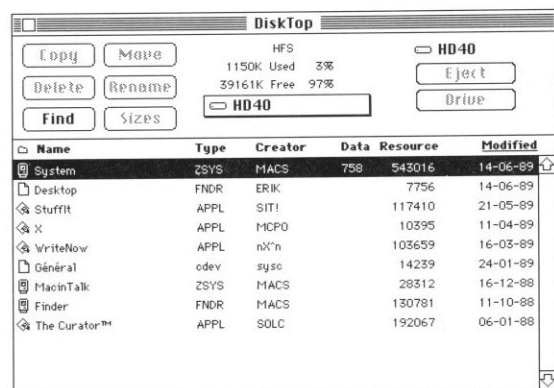 DiskTop
Copy Move
Delete Rename
Find Sizes
HFS
1150K Used 3%
39161K Free 97%
HD40
HD40
Eject
Drive
Name Type Creator Data Resource Modified
System ZSYS MACS 758 543016 14-06-89
Desktop FNDR ERIK 7756 14-06-89
StuffIt APPL SIT! 117410 21-05-89
X APPL MCPO 10395 11-04-89
WriteNow APPL nX^n 103659 16-03-89
Général cdev sysc 14239 24-01-89
MacinTalk ZSYS MACS 28312 16-12-88
Finder FNDR MACS 130781 11-10-88
The Curator™ APPL SOLC 192067 06-01-88